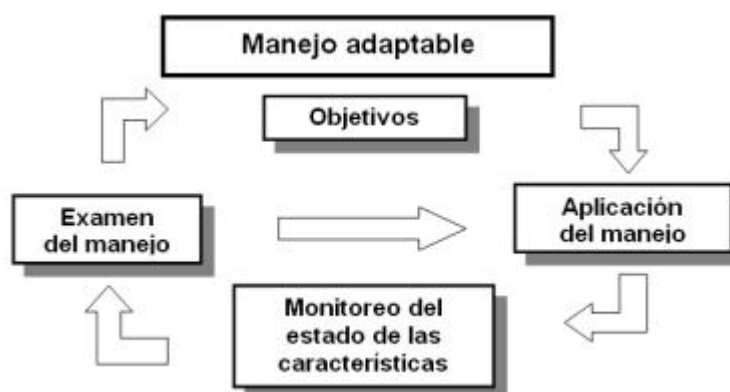 Manejo adaptable
Objetivos
Examen
del manejo
Aplicación
del manejo
Monitoreo del
estado de las
características